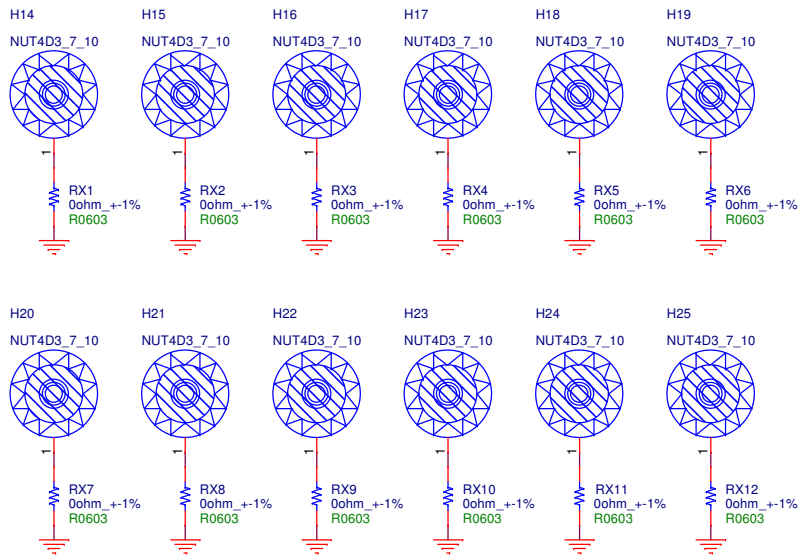 H14 H15 H16 H17 H18 H19
NUT4D3_7_10 NUT4D3_7_10 NUT4D3_7_10 NUT4D3_7_10 NUT4D3_7_10 NUT4D3_7_10
1 1 1 1 1 1
RX1 RX2 RX3 RX4 RX5 RX6
0ohm_+-1% 0ohm_+-1% 0ohm_+-1% 0ohm_+-1% 0ohm_+-1% 0ohm_+-1%
R0603 R0603 R0603 R0603 R0603 R0603
H20 H21 H22 H23 H24 H25
NUT4D3_7_10 NUT4D3_7_10 NUT4D3_7_10 NUT4D3_7_10 NUT4D3_7_10 NUT4D3_7_10
1 1 1 1 1 1
RX7 RX8 RX9 RX10 RX11 RX12
0ohm_+-1% 0ohm_+-1% 0ohm_+-1% 0ohm_+-1% 0ohm_+-1% 0ohm_+-1%
R0603 R0603 R0603 R0603 R0603 R0603